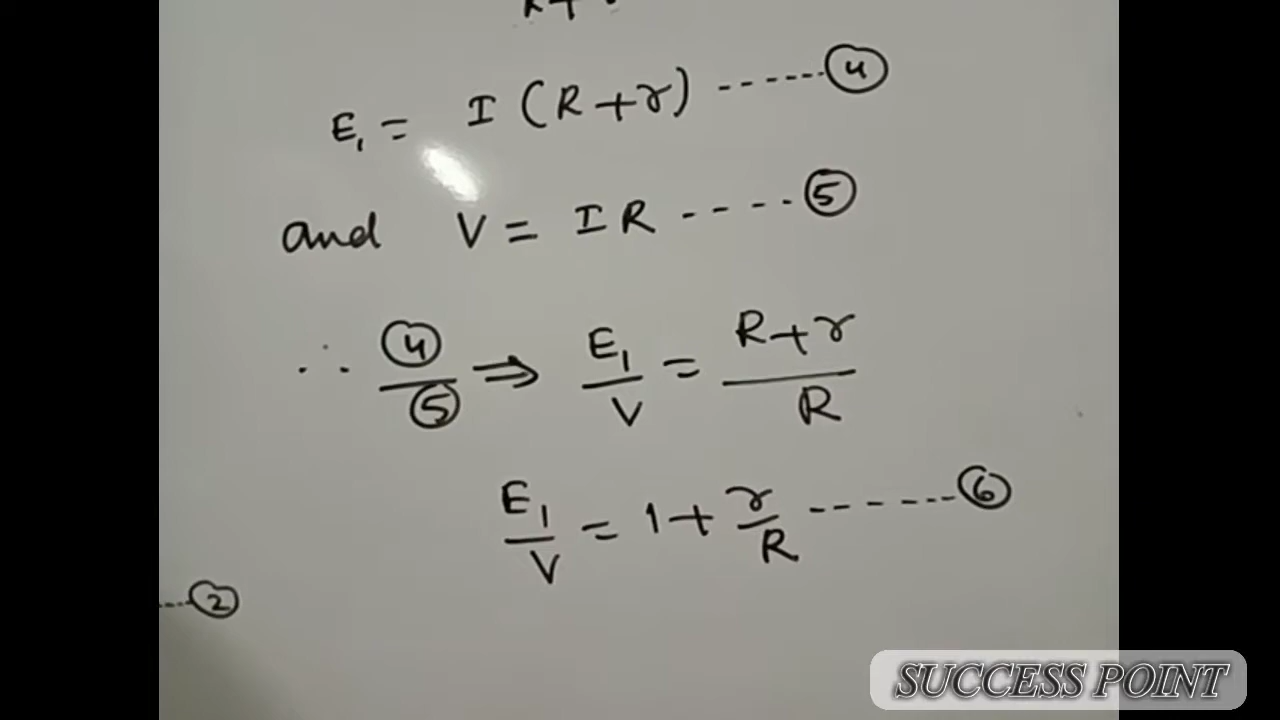 E₁ = I (R+r) ------- ④
and V = IR ----- ⑤
∴ ④/⑤ ⇒ E₁/V = (R+r)/R
E₁/V = 1 + r/R ------- ⑥
---- ②
SUCCESS POINT